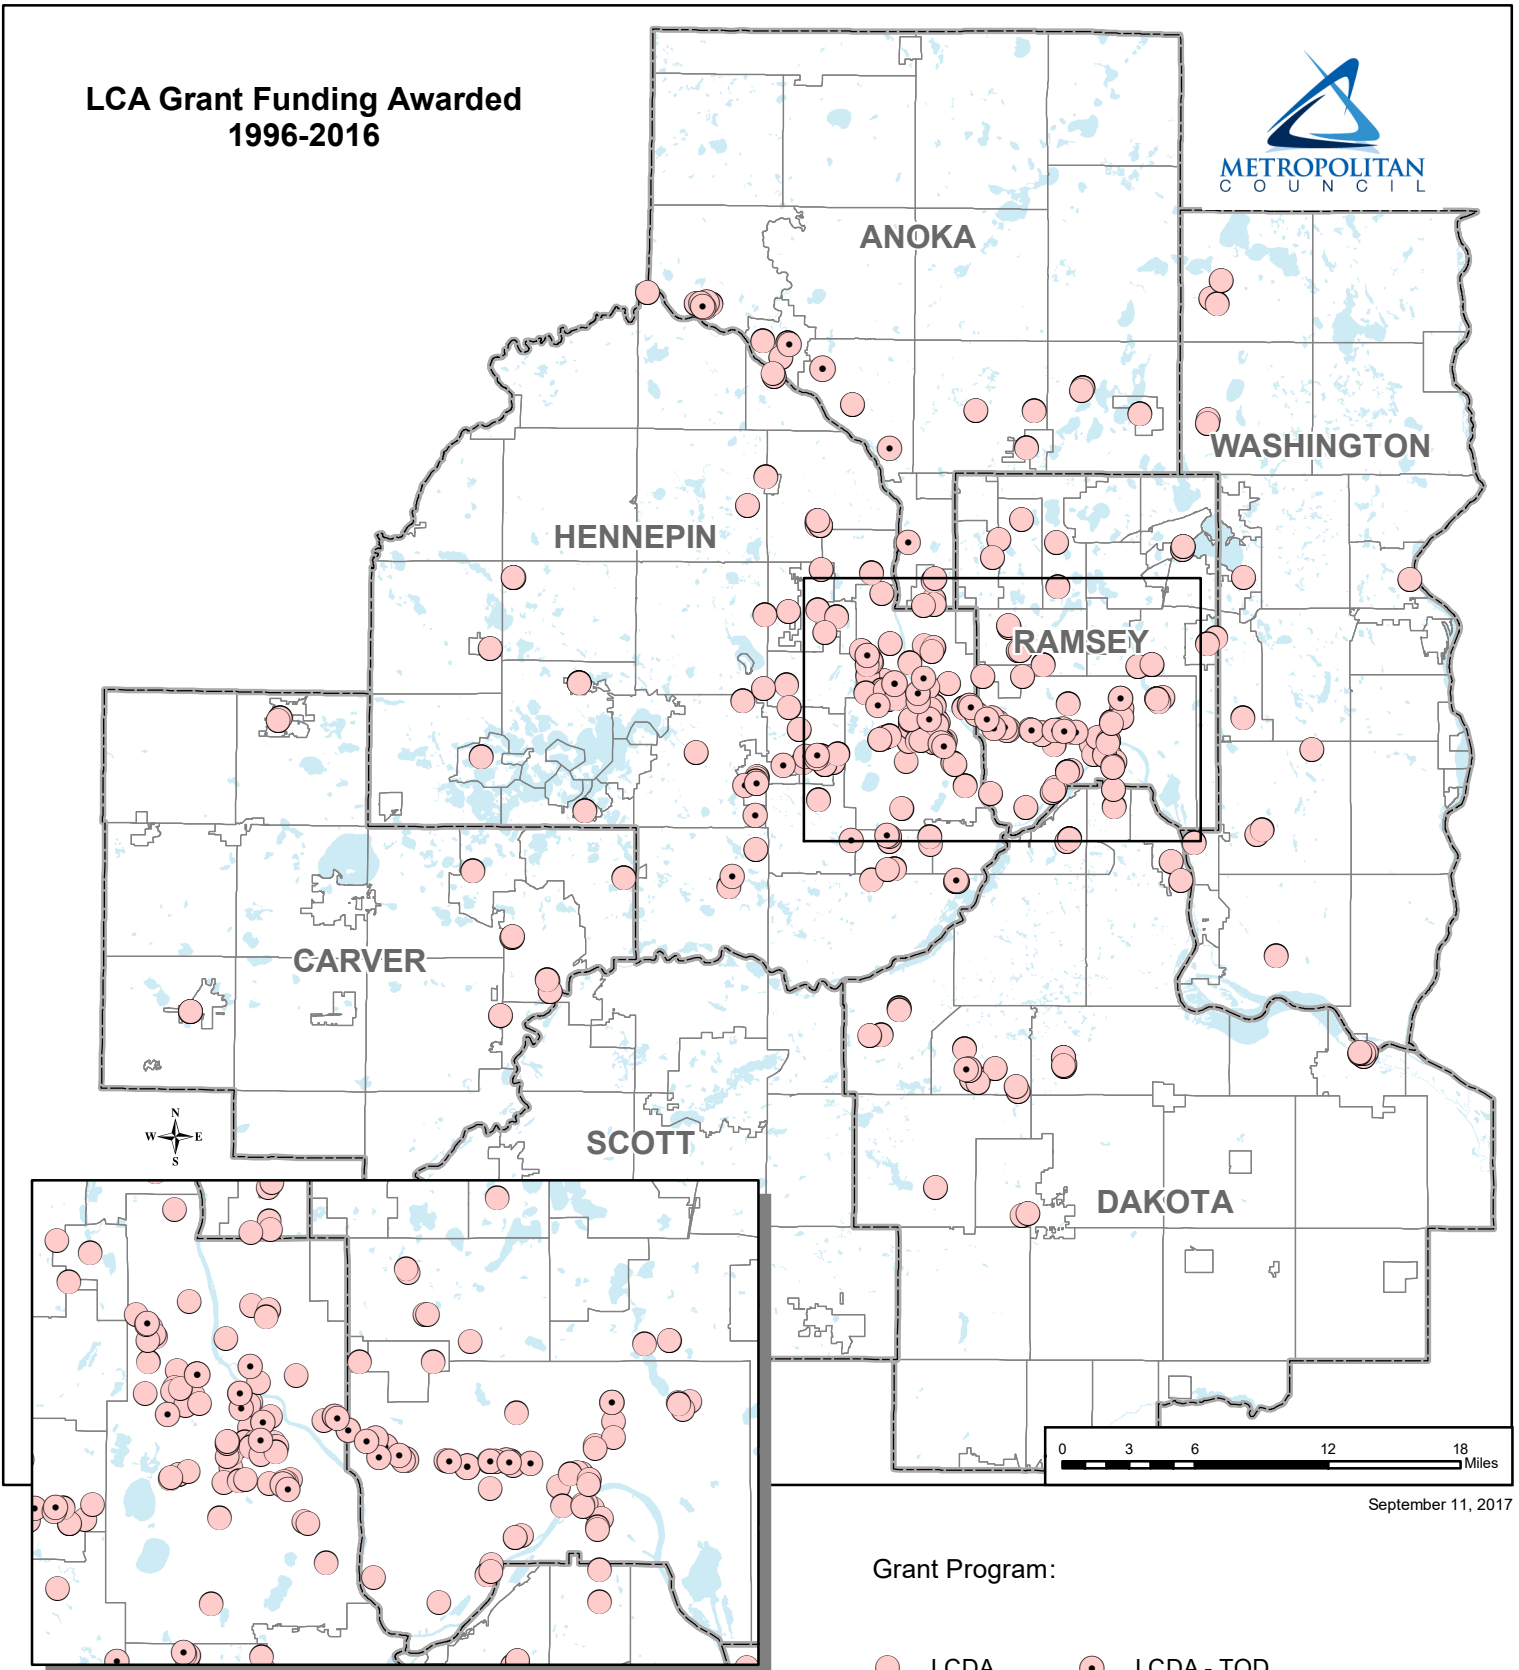 LCA Grant Funding Awarded
1996-2016
METROPOLITAN
COUNCIL
ANOKA
WASHINGTON
HENNEPIN
RAMSEY
CARVER
SCOTT
DAKOTA
N
W E
S
0 3 6 12 18
Miles
September 11, 2017
Grant Program:
LCDA LCDA - TOD